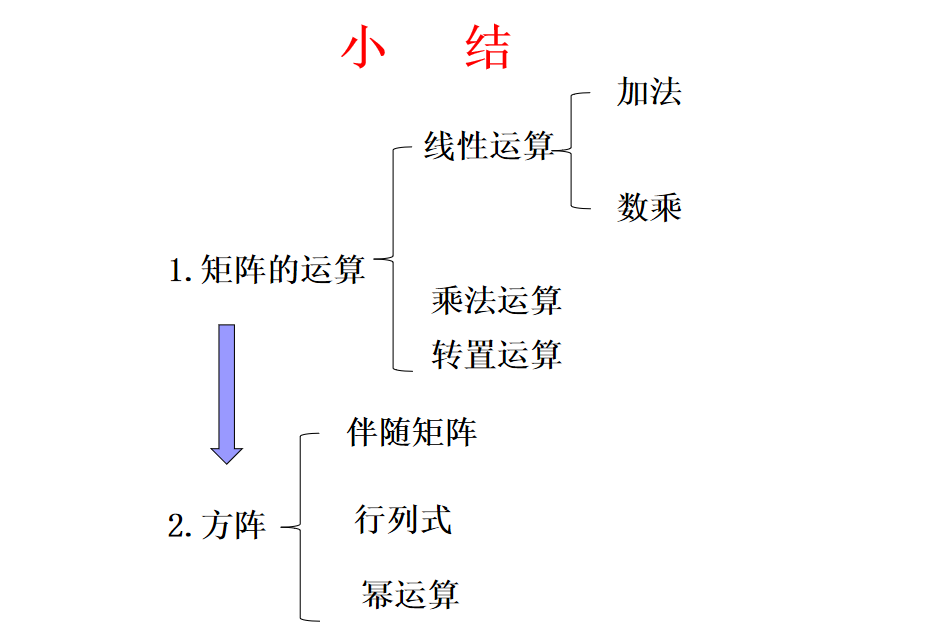 小 结
加法
线性运算
数乘
1.矩阵的运算
乘法运算
转置运算
伴随矩阵
2.方阵
行列式
幂运算